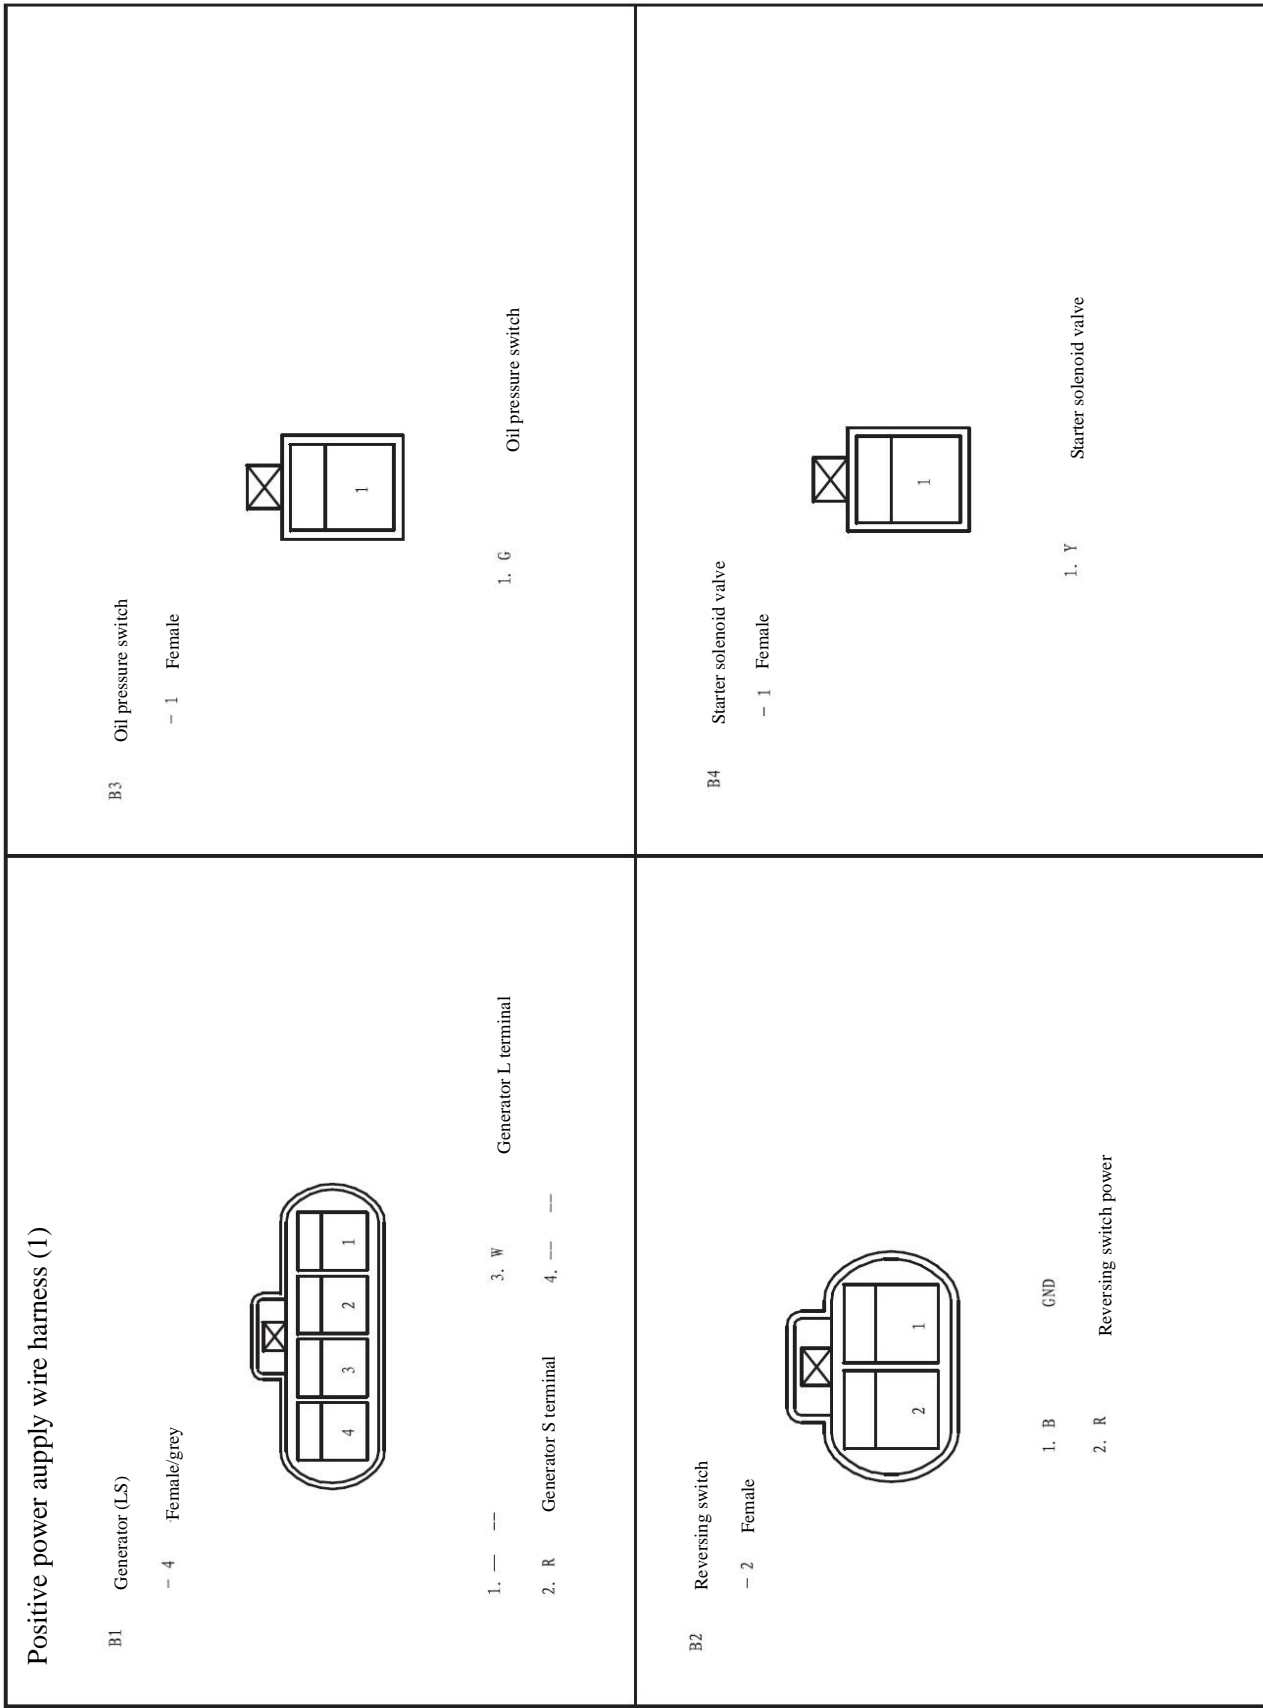 Positive power aupply wire harness (1)
B1 Generator (LS)
– 4 Female/grey
4 3 2 1
1. — —— 3. W Generator L terminal
2. R Generator S terminal 4. —— ——
B2 Reversing switch
– 2 Female
2 1
1. B GND
2. R Reversing switch power
B3 Oil pressure switch
– 1 Female
1
1. G Oil pressure switch
B4 Starter solenoid valve
– 1 Female
1
1. Y Starter solenoid valve